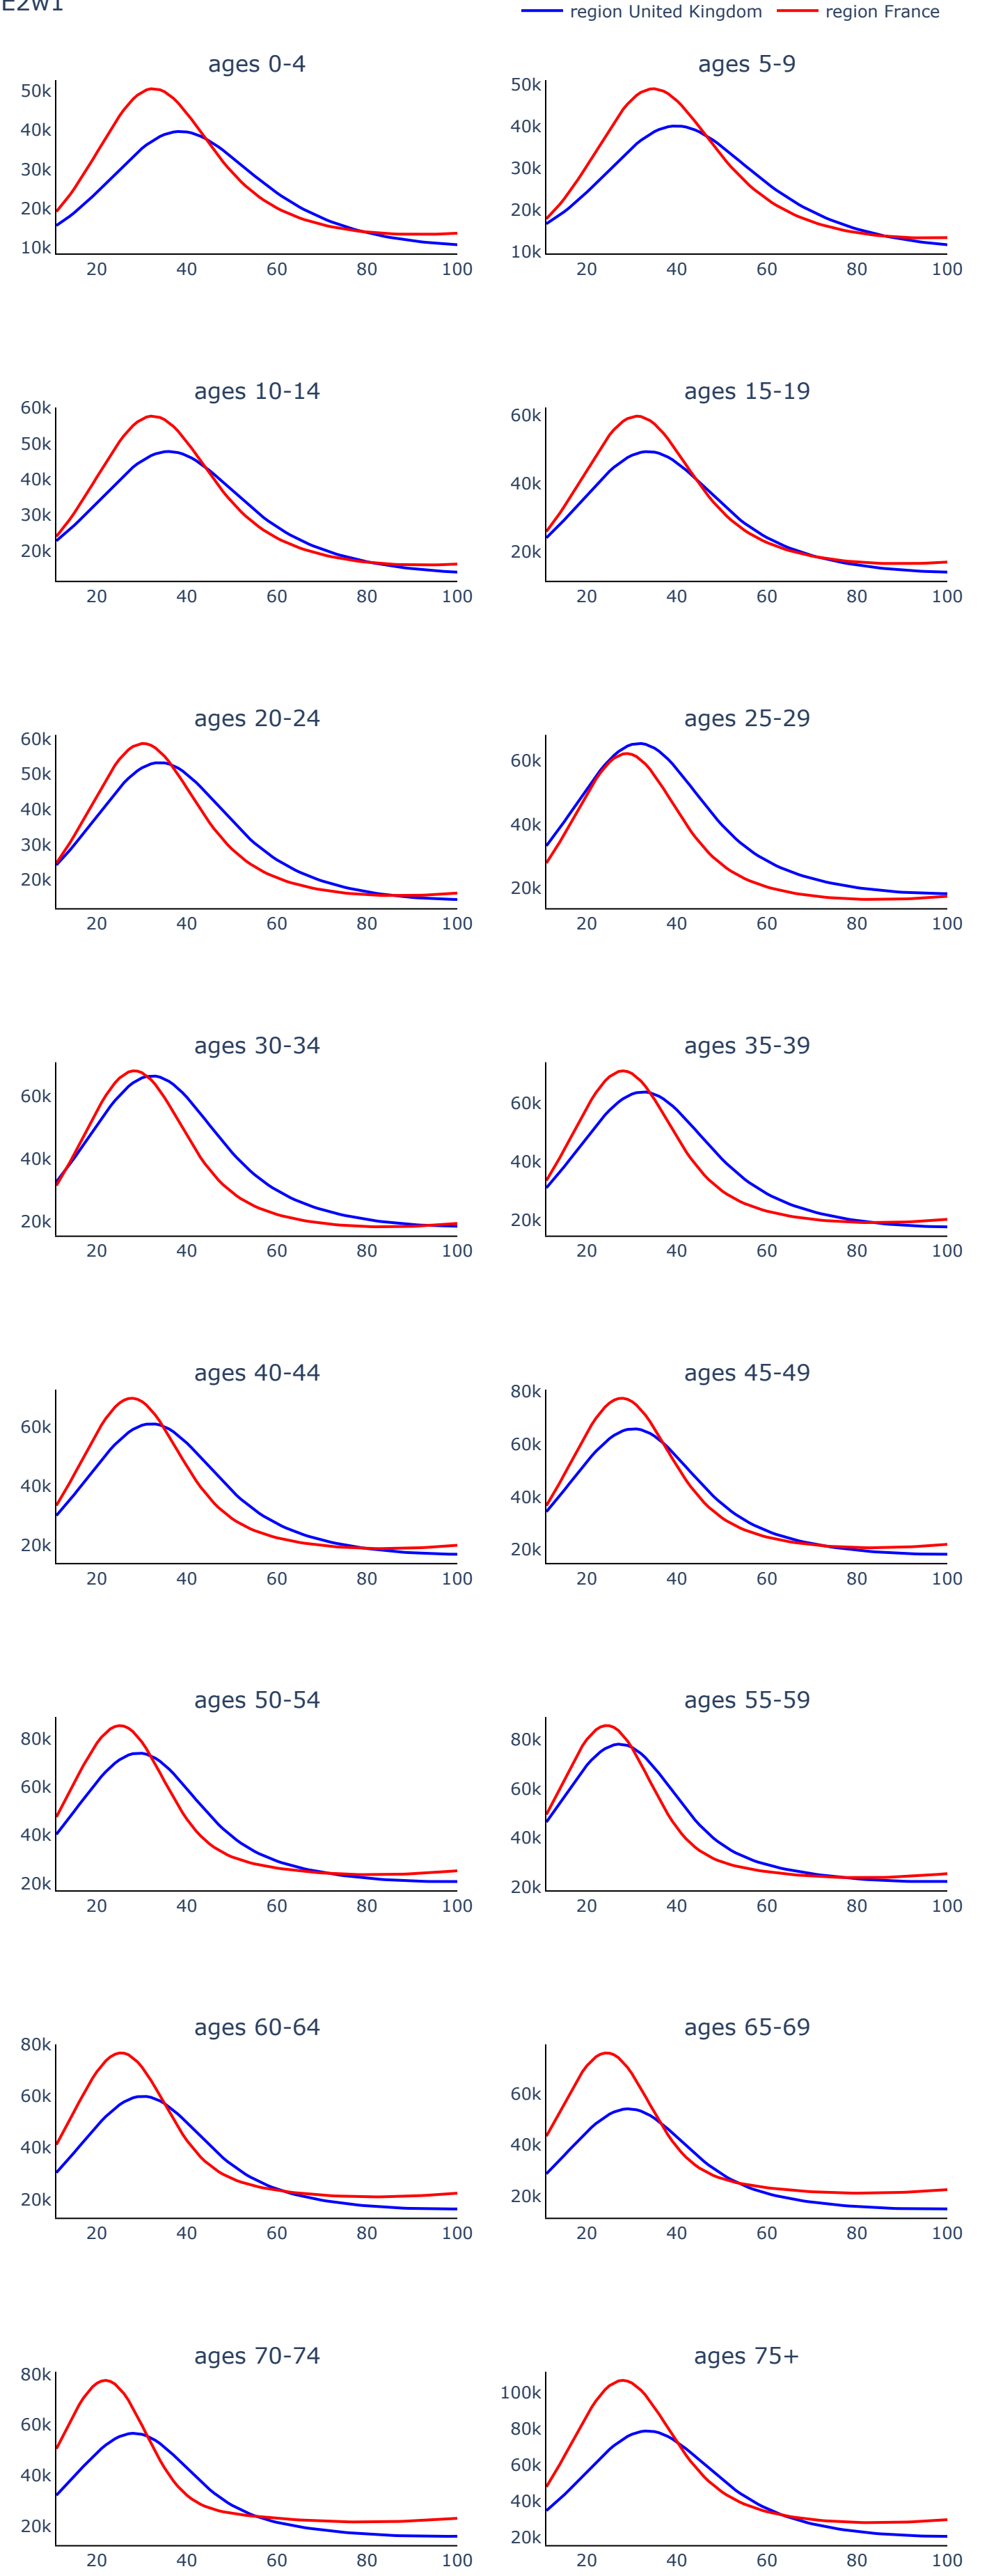 E2w1
region United Kingdom region France
ages 0-4 ages 5-9
50k 40k 30k 20k 10k
20 40 60 80 100
50k 40k 30k 20k 10k
20 40 60 80 100
ages 10-14 ages 15-19
60k 50k 40k 30k 20k
20 40 60 80 100
60k 40k 20k
20 40 60 80 100
ages 20-24 ages 25-29
60k 50k 40k 30k 20k
20 40 60 80 100
60k 40k 20k
20 40 60 80 100
ages 30-34 ages 35-39
60k 40k 20k
20 40 60 80 100
60k 40k 20k
20 40 60 80 100
ages 40-44 ages 45-49
60k 40k 20k
20 40 60 80 100
80k 60k 40k 20k
20 40 60 80 100
ages 50-54 ages 55-59
80k 60k 40k 20k
20 40 60 80 100
80k 60k 40k 20k
20 40 60 80 100
ages 60-64 ages 65-69
80k 60k 40k 20k
20 40 60 80 100
60k 40k 20k
20 40 60 80 100
ages 70-74 ages 75+
80k 60k 40k 20k
20 40 60 80 100
100k 80k 60k 40k 20k
20 40 60 80 100